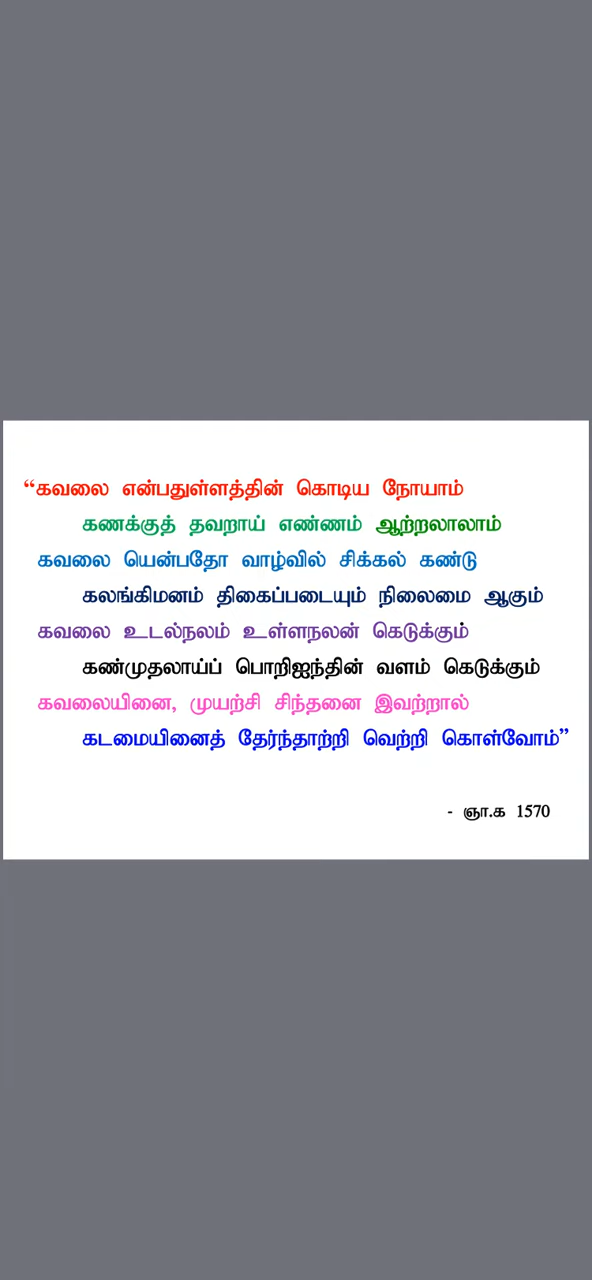 “கவலை என்பதுள்ளத்தின் கொடிய நோயாம்
கணக்குத் தவறாய் எண்ணம் ஆற்றலாலாம்
கவலை யென்பதோ வாழ்வில் சிக்கல் கண்டு
கலங்கிமனம் திகைப்படையும் நிலைமை ஆகும்
கவலை உடல்நலம் உள்ளநலன் கெடுக்கும்
கண்முதலாய்ப் பொறிஐந்தின் வளம் கெடுக்கும்
கவலையினை, முயற்சி சிந்தனை இவற்றால்
கடமையினைத் தேர்ந்தாற்றி வெற்றி கொள்வோம்”
- ஞா.க 1570